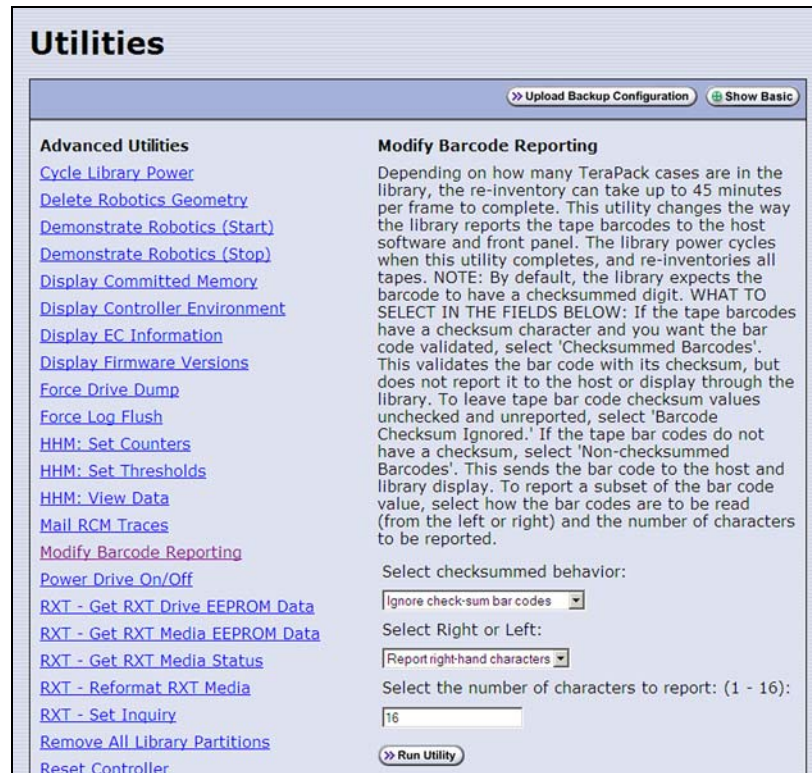 Utilities
Upload Backup Configuration
Show Basic
Advanced Utilities
Cycle Library Power
Delete Robotics Geometry
Demonstrate Robotics (Start)
Demonstrate Robotics (Stop)
Display Committed Memory
Display Controller Environment
Display EC Information
Display Firmware Versions
Force Drive Dump
Force Log Flush
HHM: Set Counters
HHM: Set Thresholds
HHM: View Data
Mail RCM Traces
Modify Barcode Reporting
Power Drive On/Off
RXT - Get RXT Drive EEPROM Data
RXT - Get RXT Media EEPROM Data
RXT - Get RXT Media Status
RXT - Reformat RXT Media
RXT - Set Inquiry
Remove All Library Partitions
Reset Controller
Modify Barcode Reporting
Depending on how many TeraPack cases are in the
library, the re-inventory can take up to 45 minutes
per frame to complete. This utility changes the way
the library reports the tape barcodes to the host
software and front panel. The library power cycles
when this utility completes, and re-inventories all
tapes. NOTE: By default, the library expects the
barcode to have a checksummed digit. WHAT TO
SELECT IN THE FIELDS BELOW: If the tape barcodes
have a checksum character and you want the bar
code validated, select 'Checksummed Barcodes'.
This validates the bar code with its checksum, but
does not report it to the host or display through the
library. To leave tape bar code checksum values
unchecked and unreported, select 'Barcode
Checksum Ignored.' If the tape bar codes do not
have a checksum, select 'Non-checksummed
Barcodes'. This sends the bar code to the host and
library display. To report a subset of the bar code
value, select how the bar codes are to be read
(from the left or right) and the number of characters
to be reported.
Select checksummed behavior:
Ignore check-sum bar codes
Select Right or Left:
Report right-hand characters
Select the number of characters to report: (1 - 16):
16
Run Utility